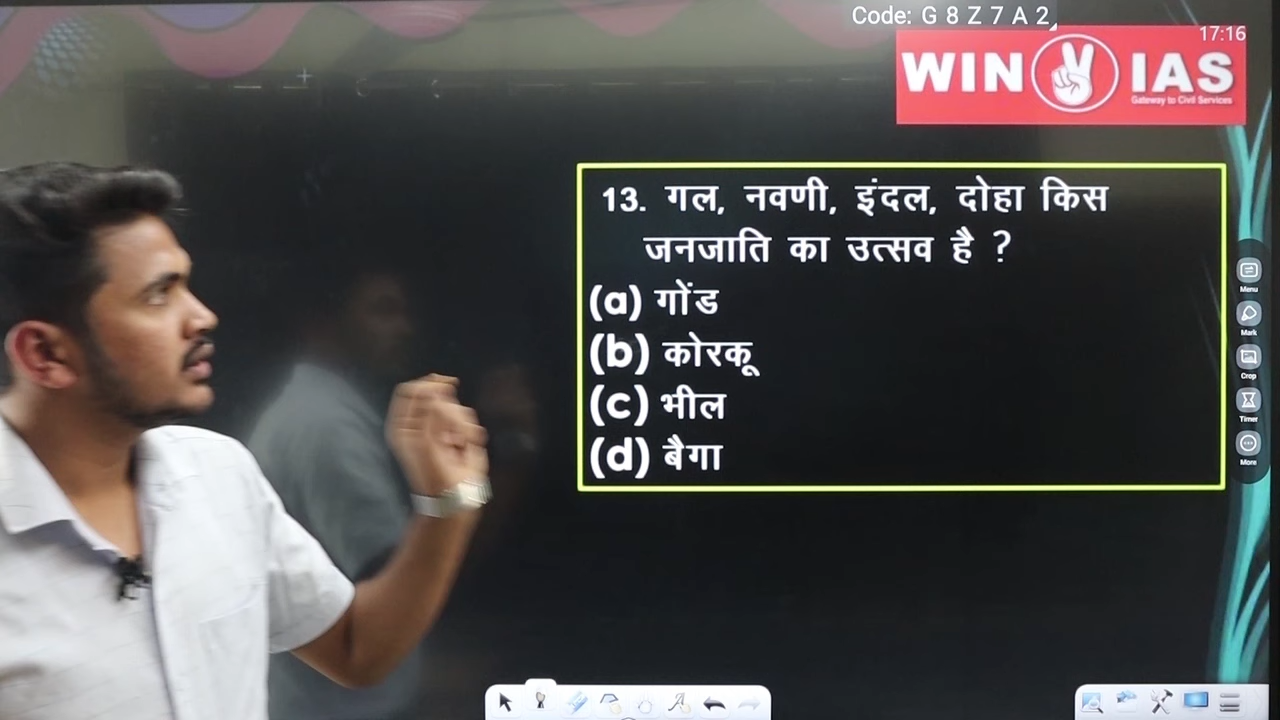 Code: G 8 Z 7 A 2
17:16
WIN IAS
Gateway to Civil Services
13. गल, नवणी, इंदल, दोहा किस
जनजाति का उत्सव है ?
(a) गोंड
(b) कोरकू
(c) भील
(d) बैगा
Menu
Mark
Crop
Timer
More